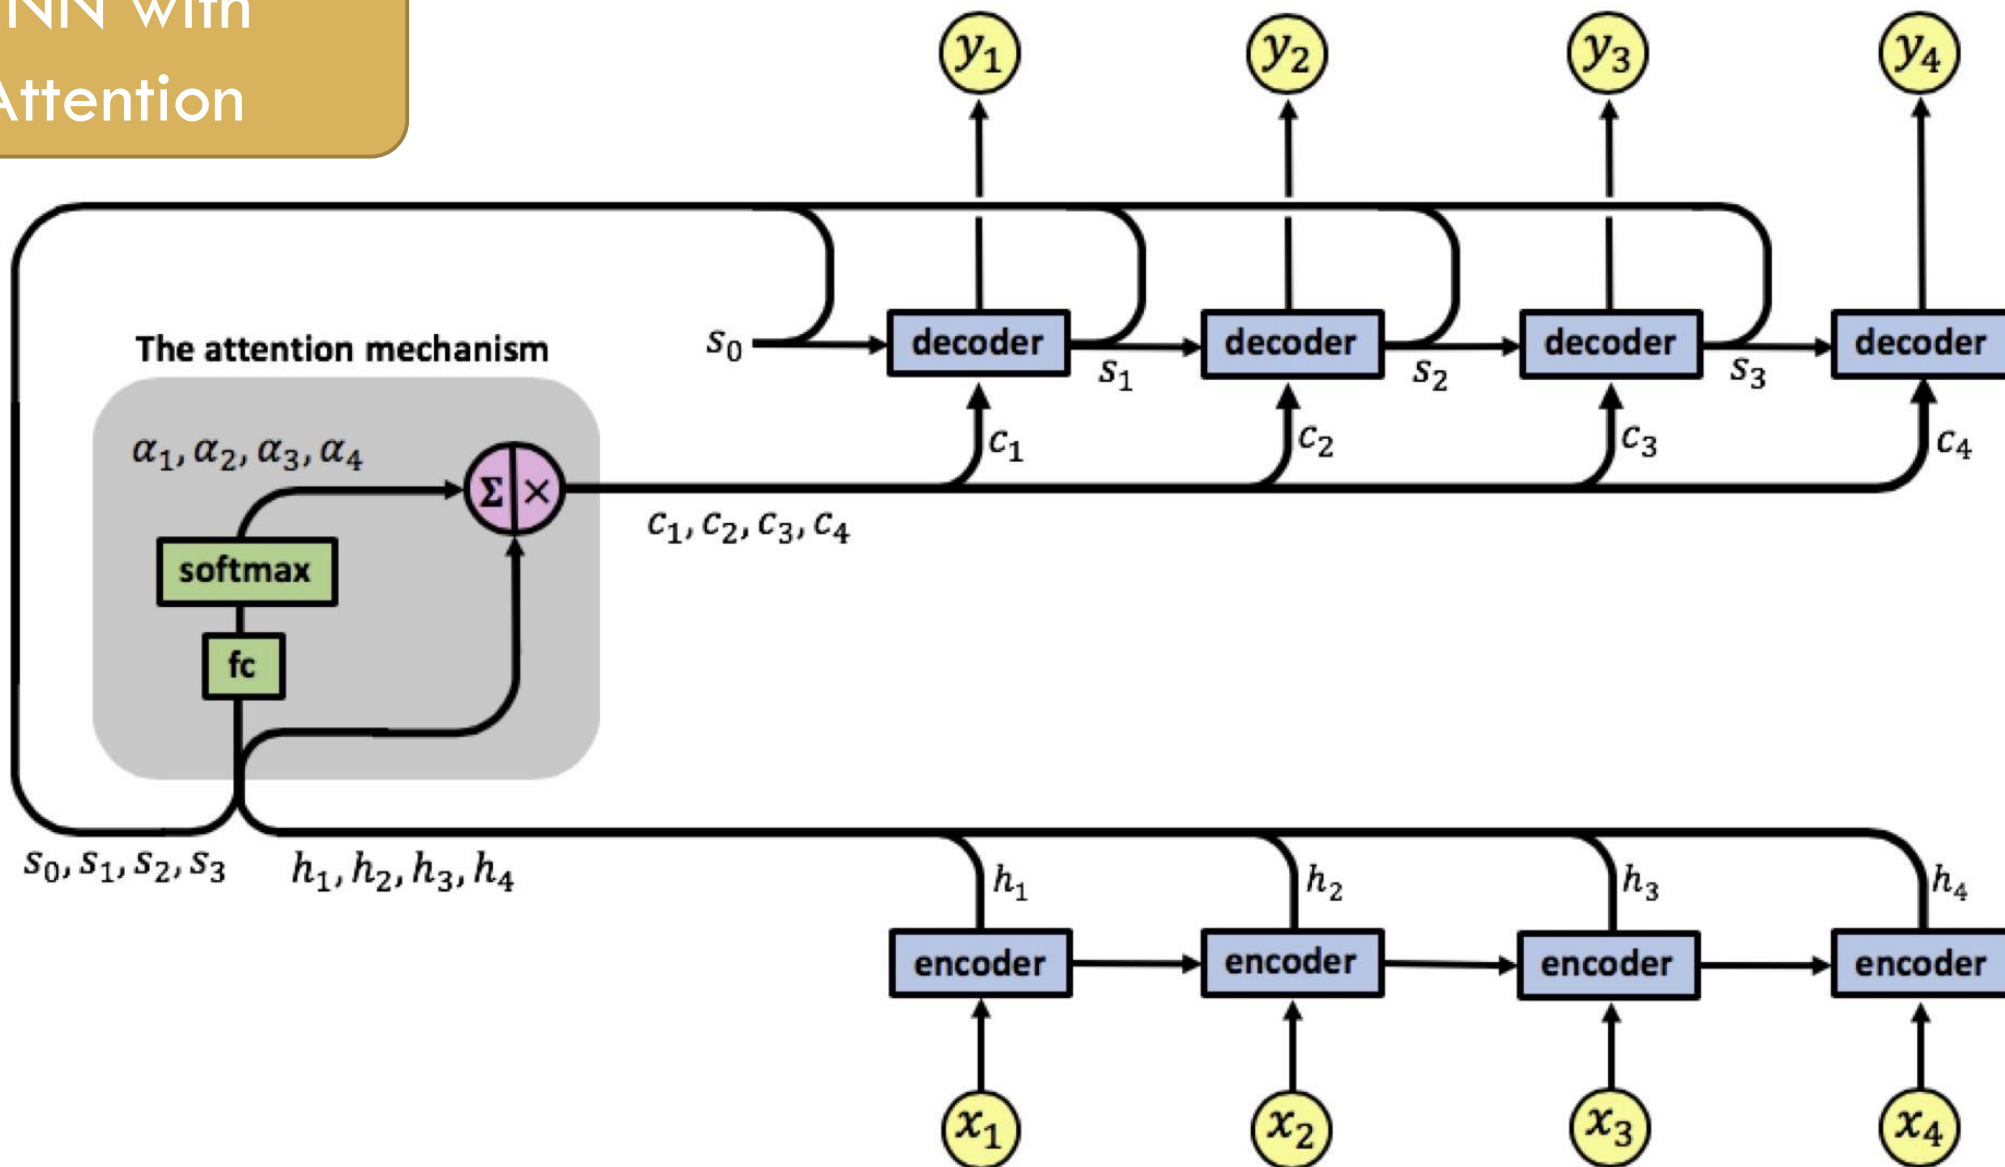 NN with
Attention
y₁ y₂ y₃ y₄
s₀ decoder s₁ decoder s₂ decoder s₃ decoder
The attention mechanism
α₁, α₂, α₃, α₄
c₁ c₂ c₃ c₄
Σ ×
c₁, c₂, c₃, c₄
softmax
fc
s₀, s₁, s₂, s₃ h₁, h₂, h₃, h₄
h₁ h₂ h₃ h₄
encoder encoder encoder encoder
x₁ x₂ x₃ x₄